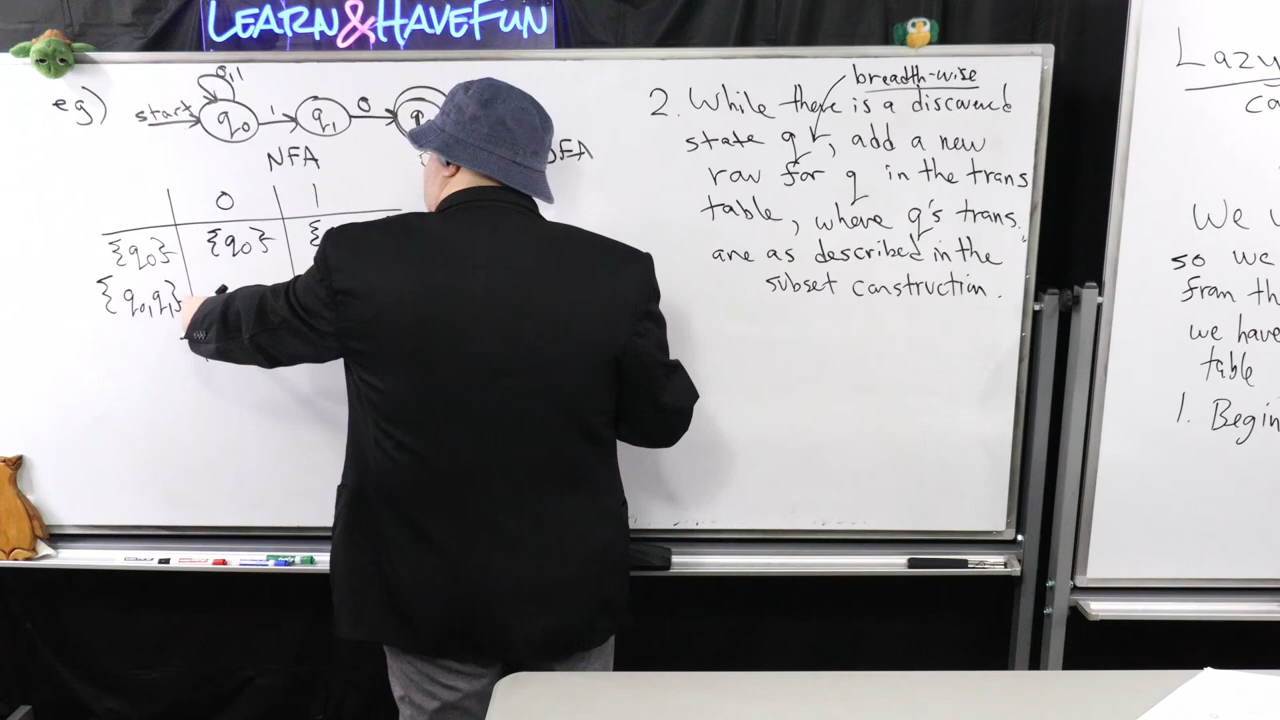 LEARN&HAVEFUN
eg)
start
0,1
q0
1
q1
0
NFA
DFA
0 1
{q0} {q0} {
{q0,q1}
breadth-wise
2. While there is a discovered
state q, add a new
row for q in the trans
table, where q's trans.
are as described in the
subset construction.
Lazy
We
so we
from th
we have
table
1. Begin